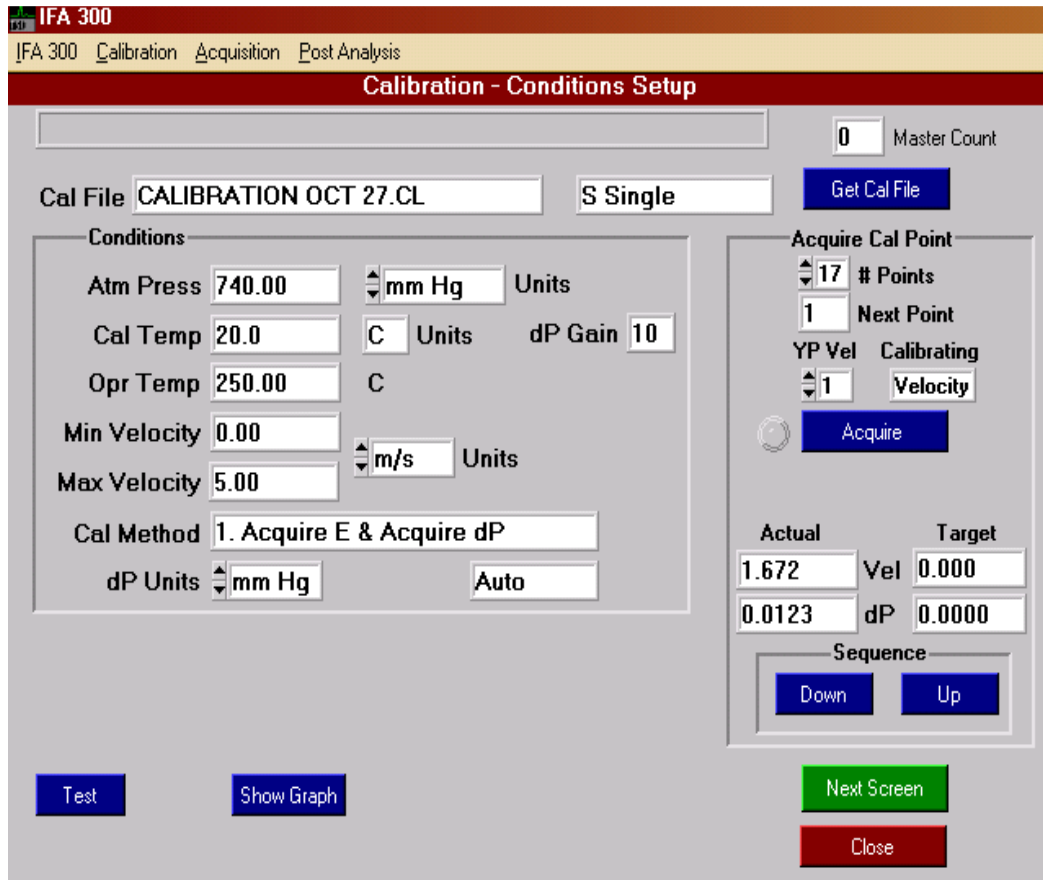 IFA 300
IFA 300 Calibration Acquisition Post Analysis
Calibration - Conditions Setup
0 Master Count
Cal File CALIBRATION OCT 27.CL S Single Get Cal File
Conditions
Atm Press 740.00 mm Hg Units
Cal Temp 20.0 C Units dP Gain 10
Opr Temp 250.00 C
Min Velocity 0.00
m/s Units
Max Velocity 5.00
Cal Method 1. Acquire E & Acquire dP
dP Units mm Hg Auto
Acquire Cal Point
17 # Points
1 Next Point
YP Vel Calibrating
1 Velocity
Acquire
Actual Target
1.672 Vel 0.000
0.0123 dP 0.0000
Sequence
Down Up
Test Show Graph
Next Screen
Close